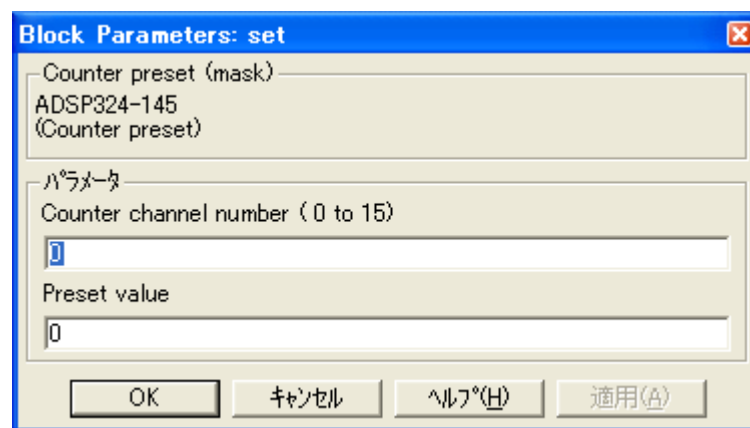 Block Parameters: set
Counter preset (mask)
ADSP324-145
(Counter preset)
ﾊﾟﾗﾒｰﾀ
Counter channel number ( 0 to 15)
0
Preset value
0
OK
ｷｬﾝｾﾙ
ﾍﾙﾌﾟ(H)
適用(A)